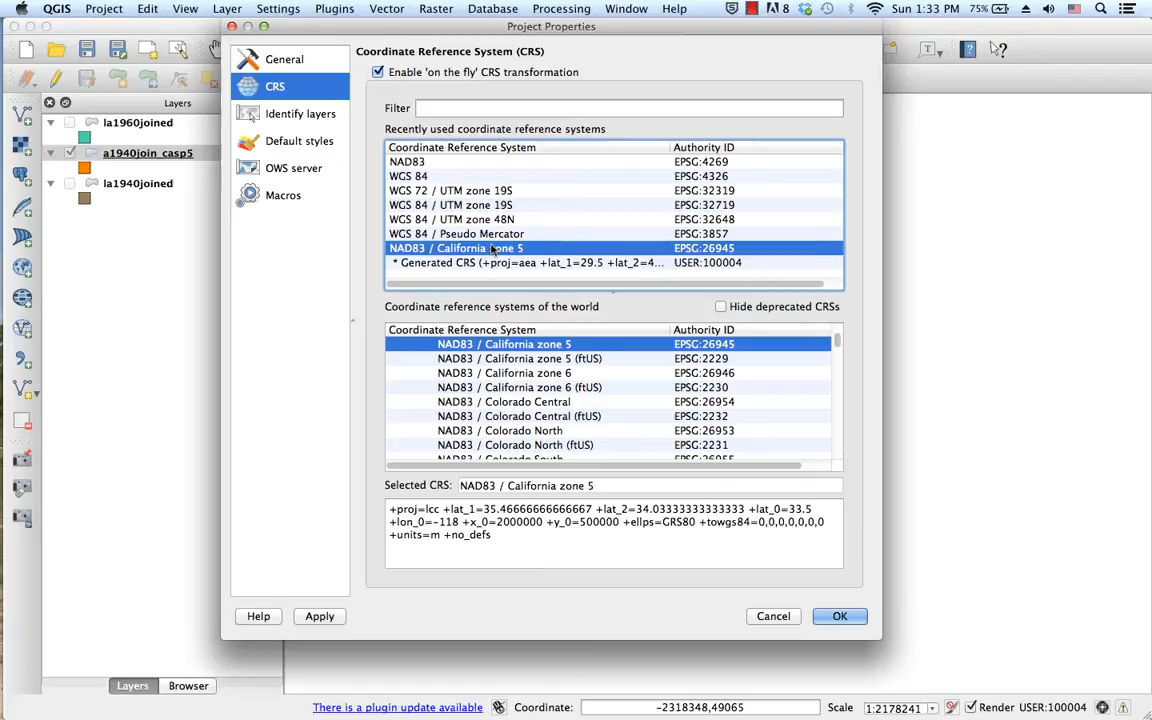 QGIS File Edit View Layer Settings Plugins Vector Raster Database Processing Window Help 8 Sun 1:33 PM 75%
Project Properties
General
CRS
Identify layers
Default styles
OWS server
Macros
Coordinate Reference System (CRS)
Enable 'on the fly' CRS transformation
Filter
Recently used coordinate reference systems
Coordinate Reference System Authority ID
NAD83 EPSG:4269
WGS 84 EPSG:4326
WGS 72 / UTM zone 19S EPSG:32319
WGS 84 / UTM zone 19S EPSG:32719
WGS 84 / UTM zone 48N EPSG:32648
WGS 84 / Pseudo Mercator EPSG:3857
NAD83 / California zone 5 EPSG:26945
* Generated CRS (+proj=aea +lat_1=29.5 +lat_2=4... USER:100004
Coordinate reference systems of the world Hide deprecated CRSs
Coordinate Reference System Authority ID
NAD83 / California zone 5 EPSG:26945
NAD83 / California zone 5 (ftUS) EPSG:2229
NAD83 / California zone 6 EPSG:26946
NAD83 / California zone 6 (ftUS) EPSG:2230
NAD83 / Colorado Central EPSG:26954
NAD83 / Colorado Central (ftUS) EPSG:2232
NAD83 / Colorado North EPSG:26953
NAD83 / Colorado North (ftUS) EPSG:2231
NAD83 / Colorado South EPSG:26955
Selected CRS: NAD83 / California zone 5
+proj=lcc +lat_1=35.46666666666667 +lat_2=34.03333333333333 +lat_0=33.5
+lon_0=-118 +x_0=2000000 +y_0=500000 +ellps=GRS80 +towgs84=0,0,0,0,0,0,0
+units=m +no_defs
Help Apply Cancel OK
Layers
la1960joined
a1940join_casp5
la1940joined
Layers Browser
There is a plugin update available Coordinate: -2318348,49065 Scale 1:2178241 Render USER:100004